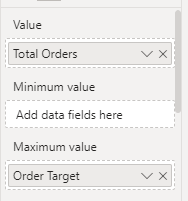 Value
Total Orders
Minimum value
Add data fields here
Maximum value
Order Target